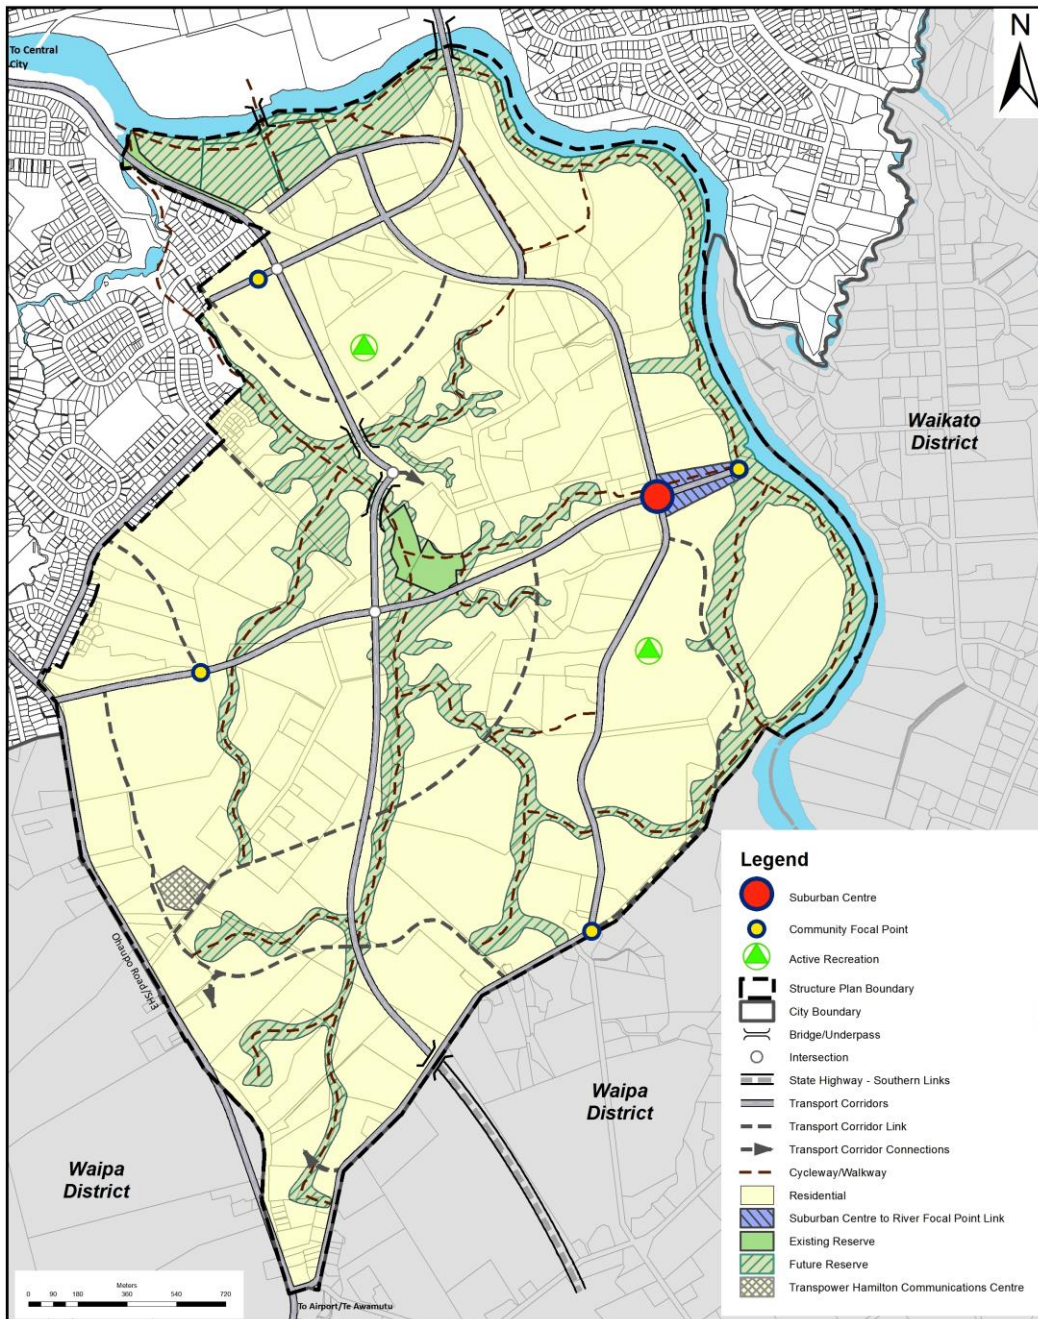 To Central
City
N
Waikato
District
Ohaupo Road/SH3
Waipa
District
Waipa
District
To Airport/Te Awamutu
Meters
0 90 180 360 540 720
Legend
Suburban Centre
Community Focal Point
Active Recreation
Structure Plan Boundary
City Boundary
Bridge/Underpass
Intersection
State Highway - Southern Links
Transport Corridors
Transport Corridor Link
Transport Corridor Connections
Cycleway/Walkway
Residential
Suburban Centre to River Focal Point Link
Existing Reserve
Future Reserve
Transpower Hamilton Communications Centre